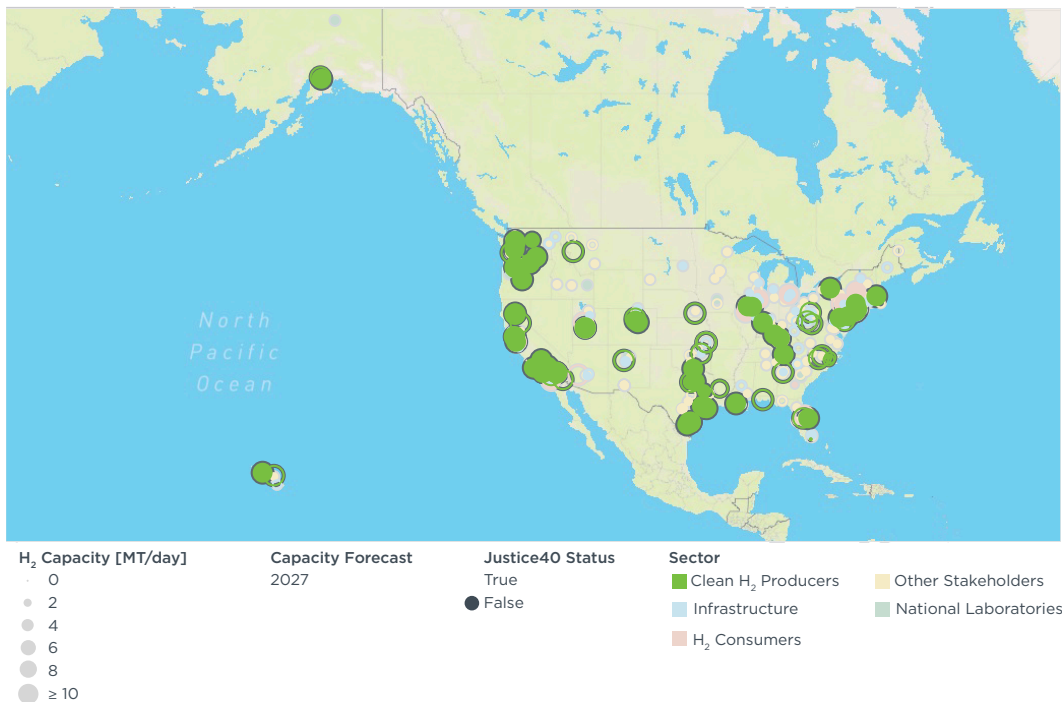 North
Pacific
Ocean
H₂ Capacity [MT/day]
0
2
4
6
8
≥ 10
Capacity Forecast
2027
Justice40 Status
True
False
Sector
Clean H₂ Producers
Infrastructure
H₂ Consumers
Other Stakeholders
National Laboratories